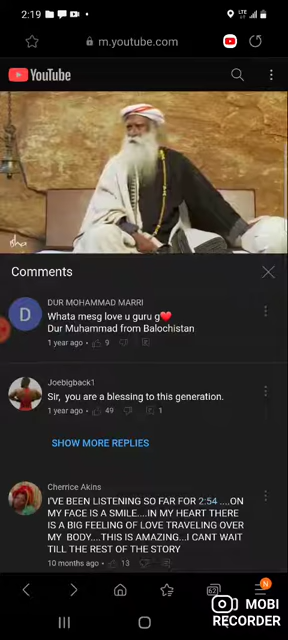 2:19
LTE
m.youtube.com
YouTube
isha
Comments
DUR MOHAMMAD MARRI
D
Whata mesg love u guru g❤️
Dur Muhammad from Balochistan
1 year ago • 9
Joebigback1
Sir, you are a blessing to this generation.
1 year ago • 49 1
SHOW MORE REPLIES
Cherrice Akins
I'VE BEEN LISTENING SO FAR FOR 2:54 ....ON
MY FACE IS A SMILE....IN MY HEART THERE
IS A BIG FEELING OF LOVE TRAVELING OVER
MY BODY....THIS IS AMAZING...I CANT WAIT
TILL THE REST OF THE STORY
10 months ago • 13
N
MOBI
RECORDER